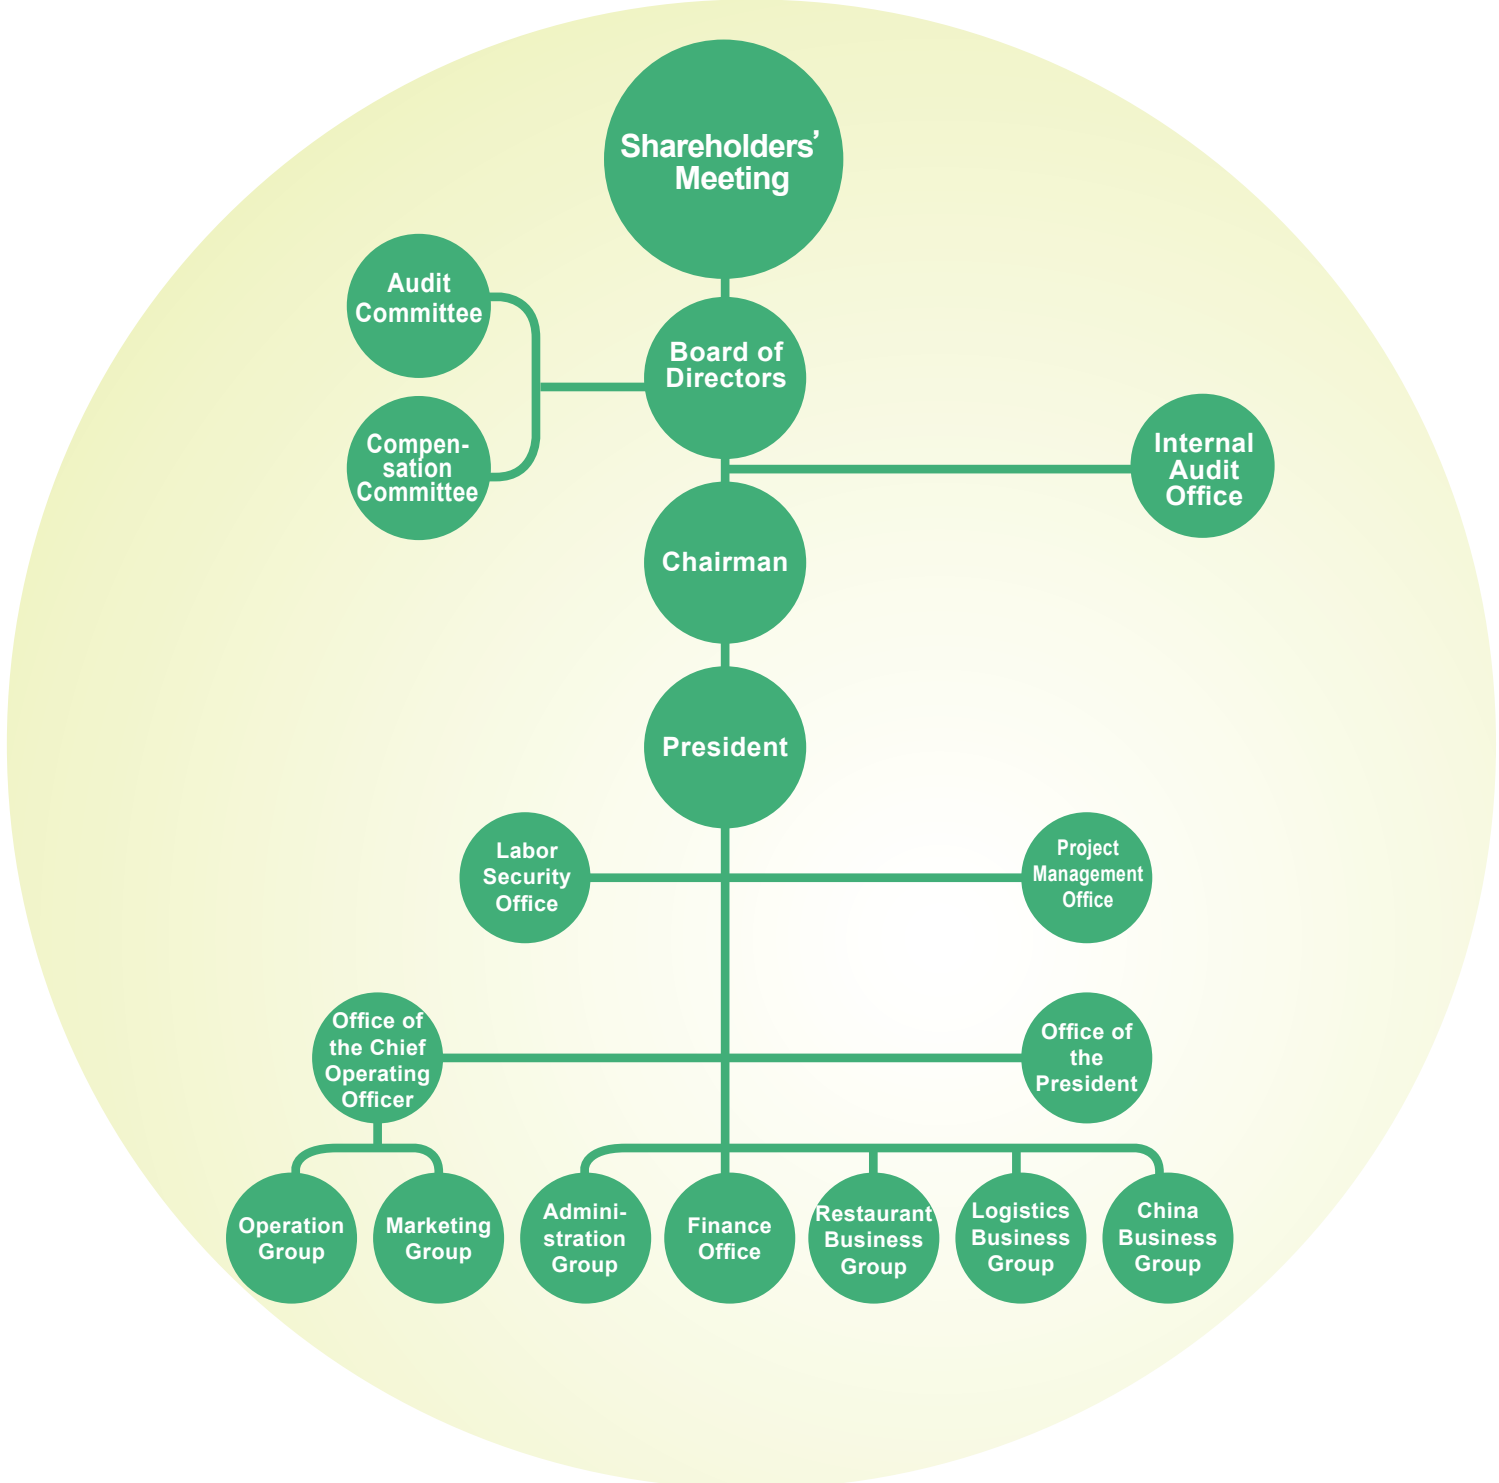 Shareholders’
Meeting
Audit
Committee
Board of
Directors
Compen-
sation
Committee
Internal
Audit
Office
Chairman
President
Labor
Security
Office
Project
Management
Office
Office of
the Chief
Operating
Officer
Office of
the
President
Operation
Group
Marketing
Group
Admini-
stration
Group
Finance
Office
Restaurant
Business
Group
Logistics
Business
Group
China
Business
Group